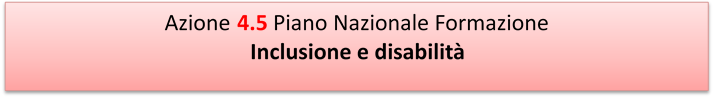 Azione 4.5 Piano Nazionale Formazione
Inclusione e disabilità